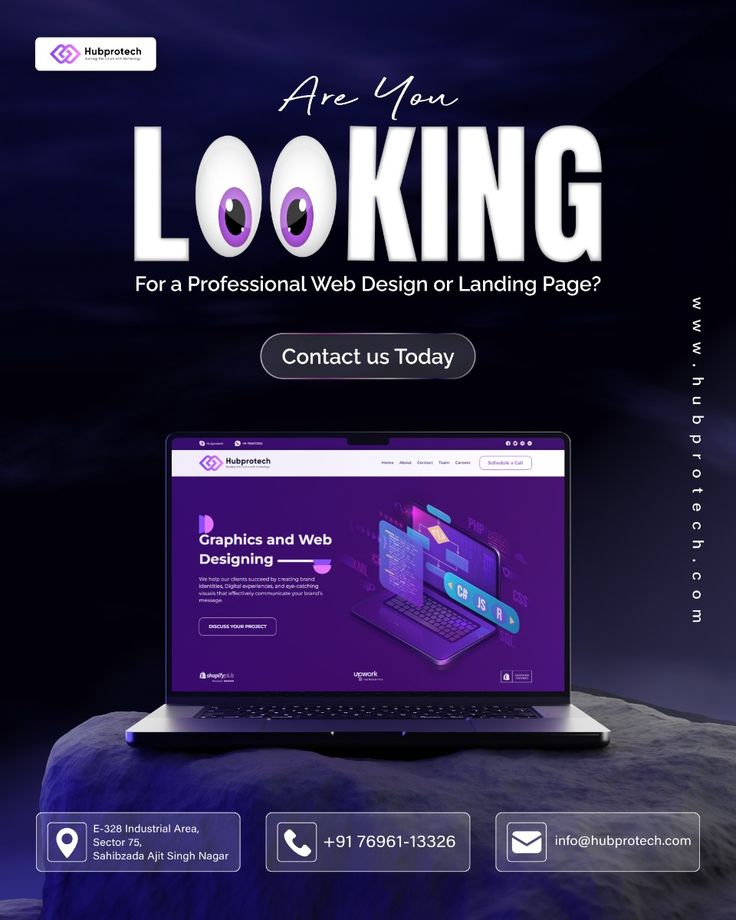 Hubprotech
Are You
LOOKING
For a Professional Web Design or Landing Page?
Contact us Today
www.hubprotech.com
Hubprotech
Home About Contact Team Careers Schedule a Call
Graphics and Web
Designing
We help our clients succeed by creating brand
identities, Digital experiences, and eye-catching
visuals that effectively communicate your brand's
message.
DISCUSS YOUR PROJECT
PHP
XML
C# JS R
CSS
SQL
shopifyplus
upwork
E-328 Industrial Area,
Sector 75,
Sahibzada Ajit Singh Nagar
+91 76961-13326
info@hubprotech.com